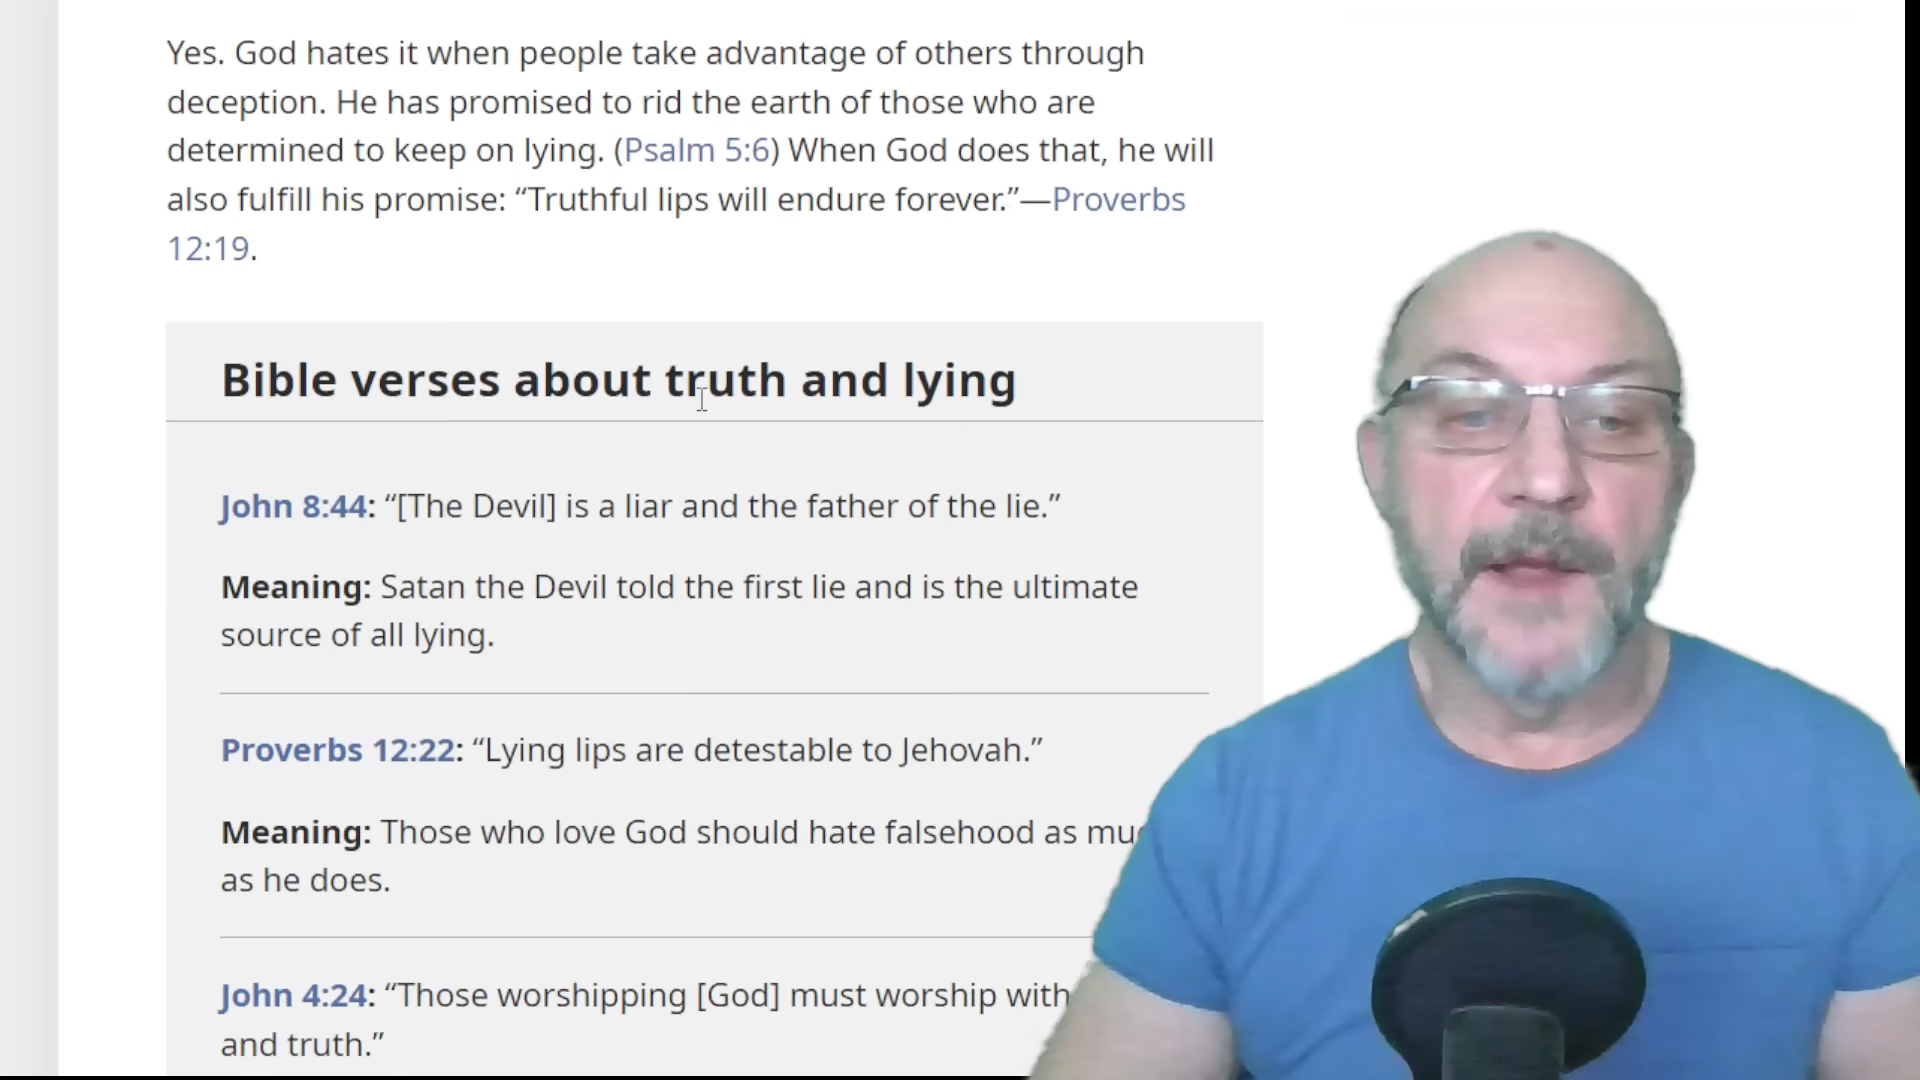 Yes. God hates it when people take advantage of others through
deception. He has promised to rid the earth of those who are
determined to keep on lying. (Psalm 5:6) When God does that, he will
also fulfill his promise: “Truthful lips will endure forever.”—Proverbs
12:19.
Bible verses about truth and lying
John 8:44: “[The Devil] is a liar and the father of the lie.”
Meaning: Satan the Devil told the first lie and is the ultimate
source of all lying.
Proverbs 12:22: “Lying lips are detestable to Jehovah.”
Meaning: Those who love God should hate falsehood as
as he does.
John 4:24: “Those worshipping [God] must worship with
and truth.”